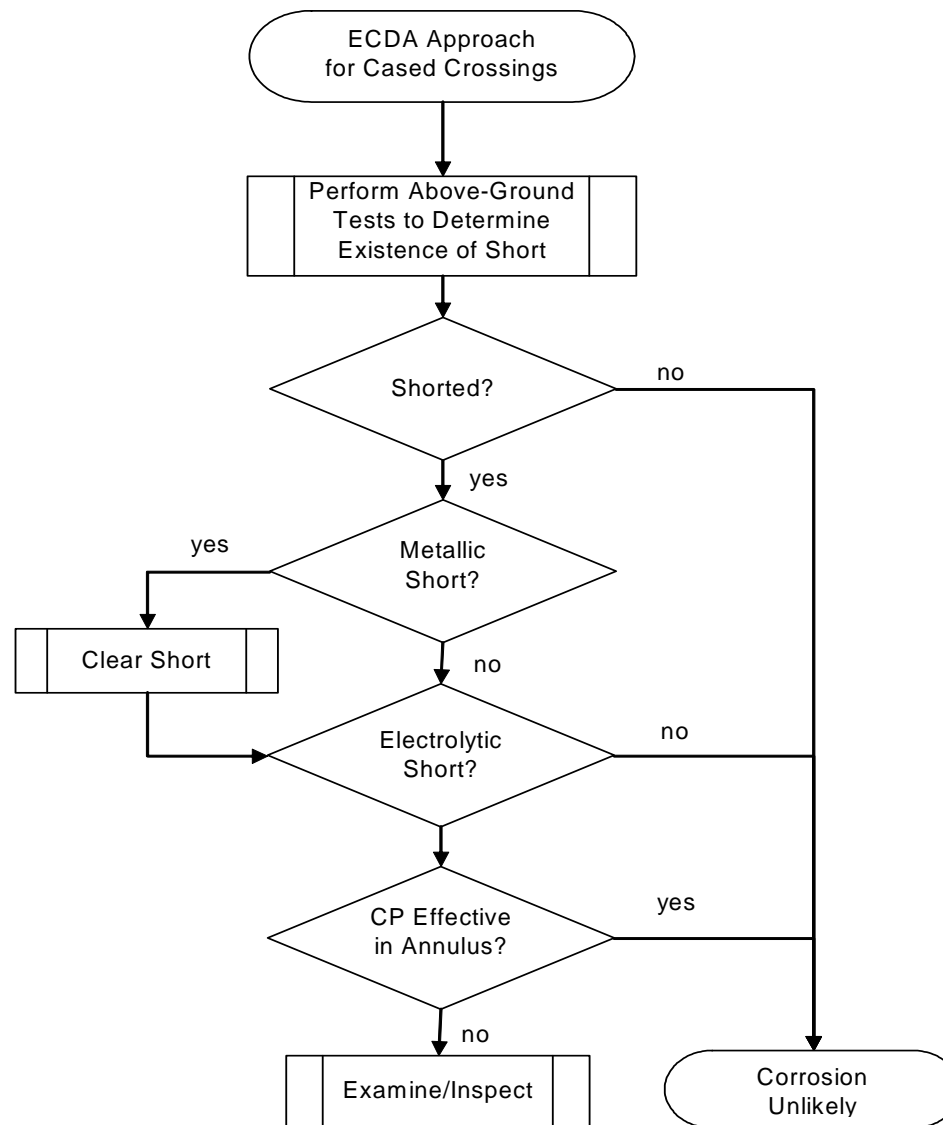 ECDA Approach
for Cased Crossings
Perform Above-Ground
Tests to Determine
Existence of Short
Shorted?
no
yes
Metallic
Short?
yes
Clear Short
no
Electrolytic
Short?
no
CP Effective
in Annulus?
yes
no
Examine/Inspect
Corrosion
Unlikely